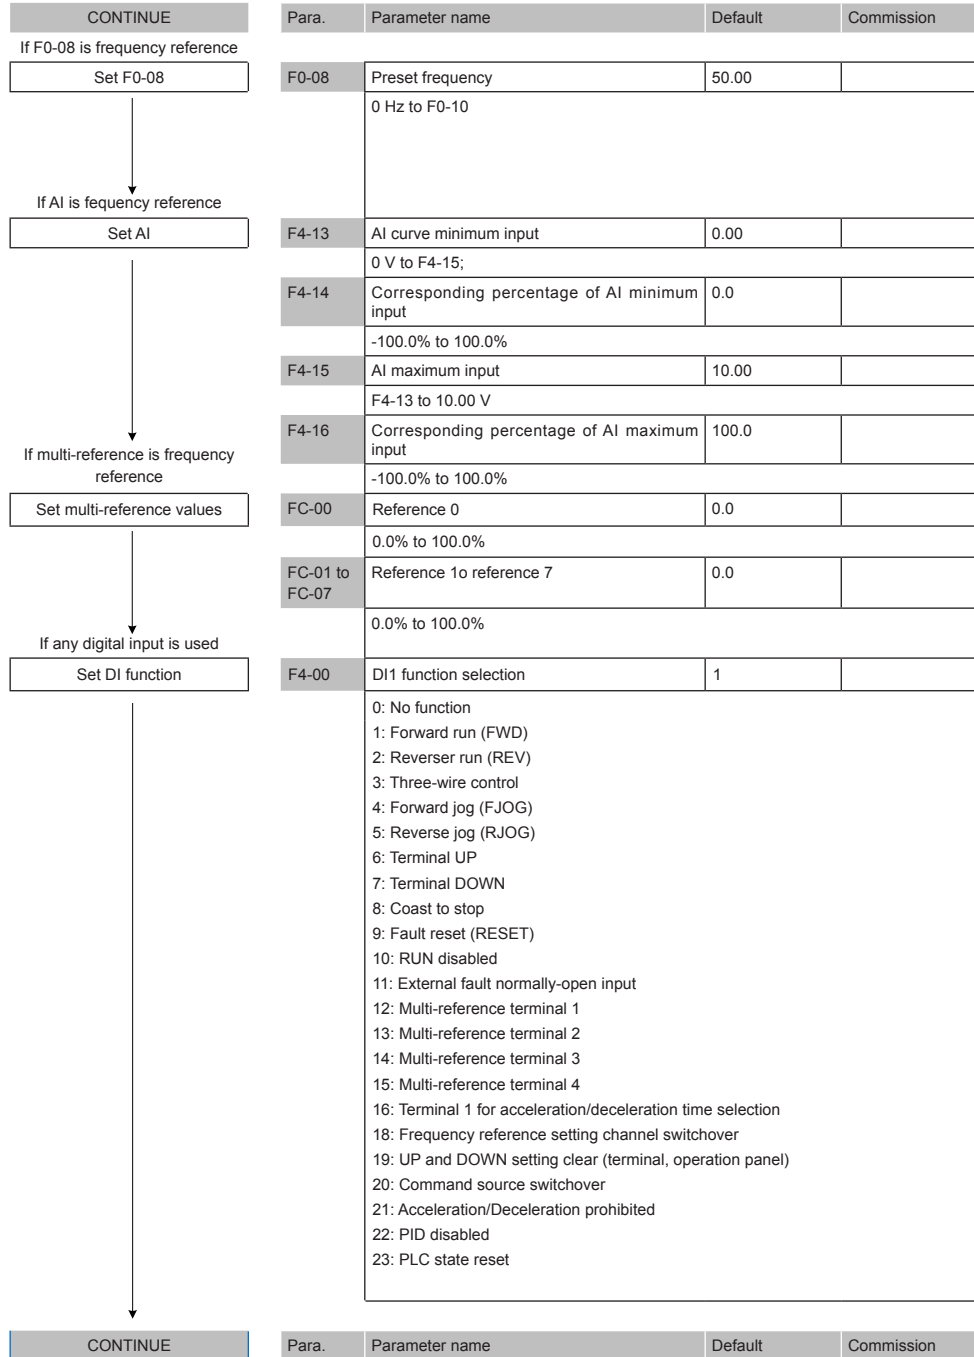 CONTINUE Para. Parameter name Default Commission
If F0-08 is frequency reference
Set F0-08 F0-08 Preset frequency 50.00
0 Hz to F0-10
If AI is fequency reference
Set AI F4-13 AI curve minimum input 0.00
0 V to F4-15;
F4-14 Corresponding percentage of AI minimum 0.0
input
-100.0% to 100.0%
F4-15 AI maximum input 10.00
F4-13 to 10.00 V
F4-16 Corresponding percentage of AI maximum 100.0
input
If multi-reference is frequency
reference
-100.0% to 100.0%
Set multi-reference values FC-00 Reference 0 0.0
0.0% to 100.0%
FC-01 to Reference 1o reference 7 0.0
FC-07
0.0% to 100.0%
If any digital input is used
Set DI function F4-00 DI1 function selection 1
0: No function
1: Forward run (FWD)
2: Reverser run (REV)
3: Three-wire control
4: Forward jog (FJOG)
5: Reverse jog (RJOG)
6: Terminal UP
7: Terminal DOWN
8: Coast to stop
9: Fault reset (RESET)
10: RUN disabled
11: External fault normally-open input
12: Multi-reference terminal 1
13: Multi-reference terminal 2
14: Multi-reference terminal 3
15: Multi-reference terminal 4
16: Terminal 1 for acceleration/deceleration time selection
18: Frequency reference setting channel switchover
19: UP and DOWN setting clear (terminal, operation panel)
20: Command source switchover
21: Acceleration/Deceleration prohibited
22: PID disabled
23: PLC state reset
CONTINUE Para. Parameter name Default Commission